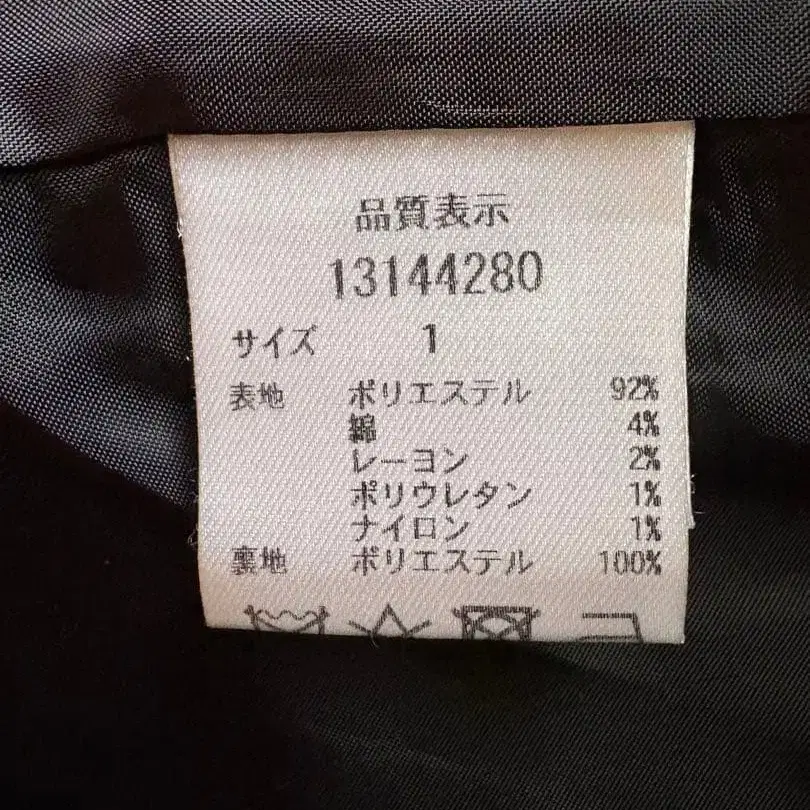 品質表示
13144280
サイズ 1
表地 ポリエステル 92%
綿 4%
レーヨン 2%
ポリウレタン 1%
ナイロン 1%
裏地 ポリエステル 100%